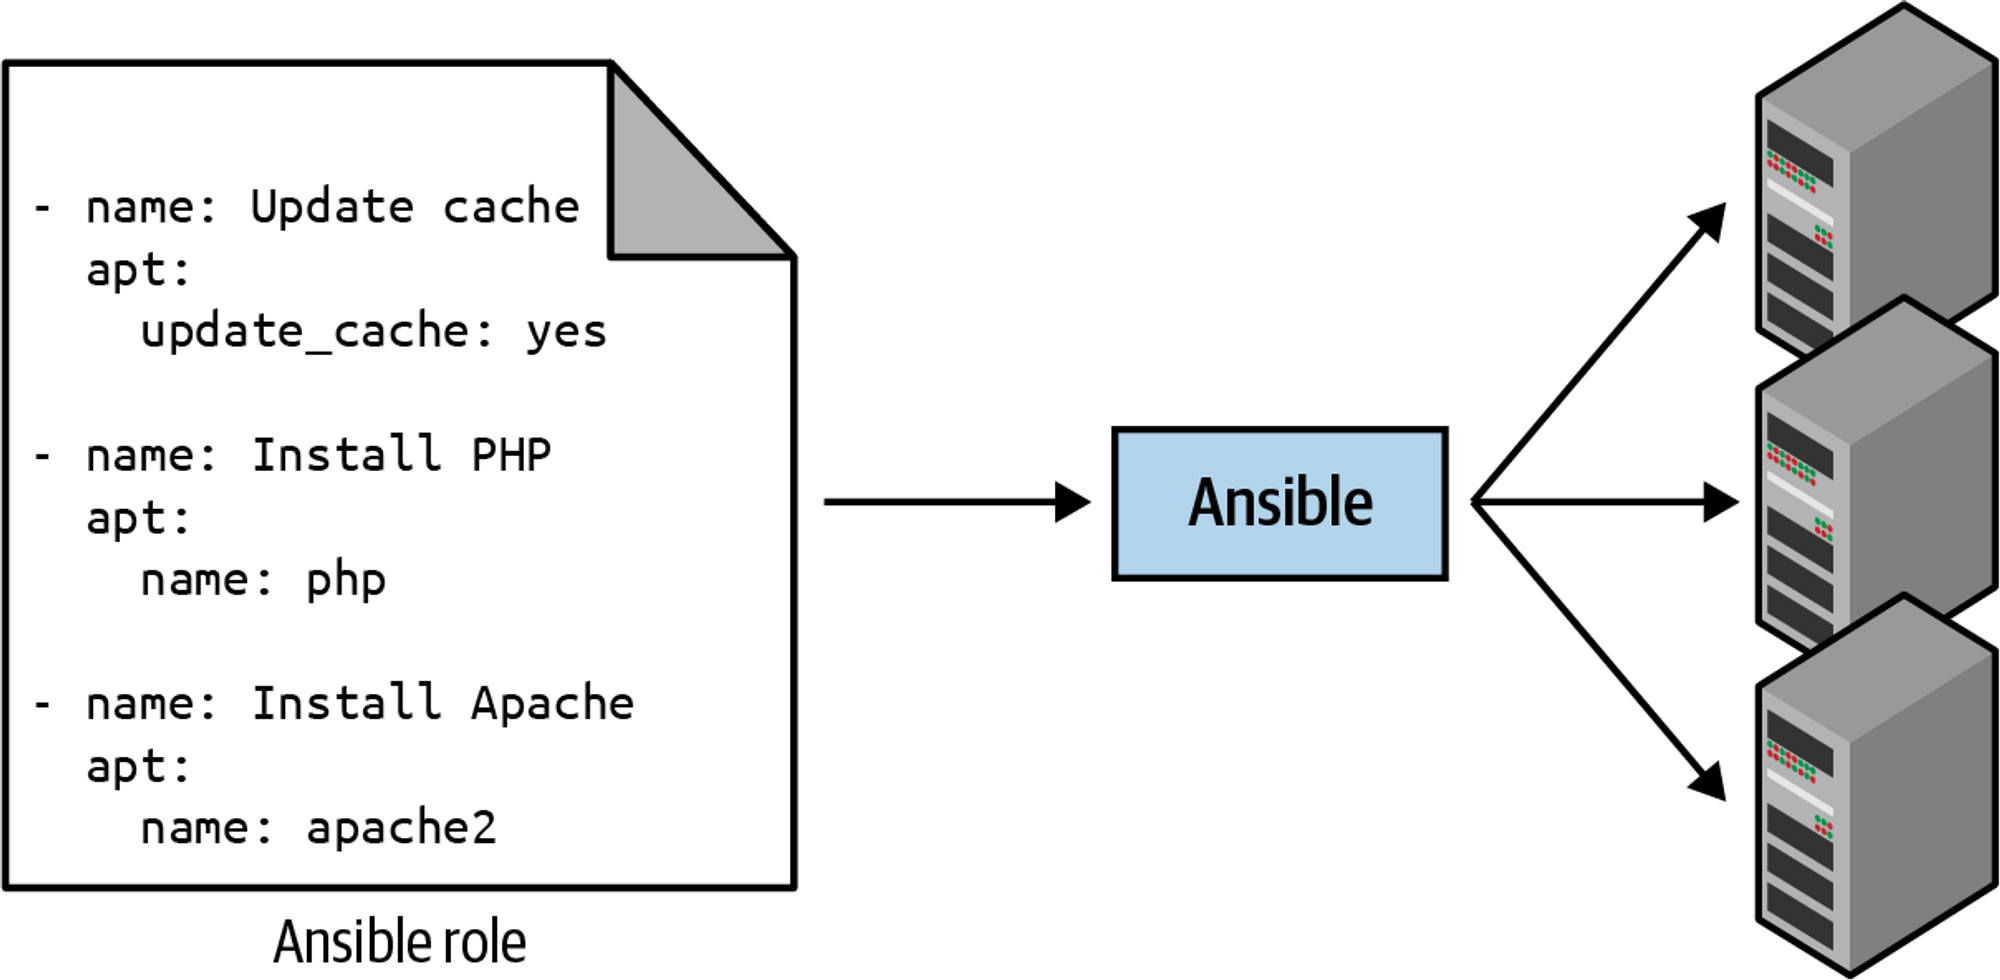 - name: Update cache
  apt:
    update_cache: yes

- name: Install PHP
  apt:
    name: php

- name: Install Apache
  apt:
    name: apache2
Ansible role
Ansible